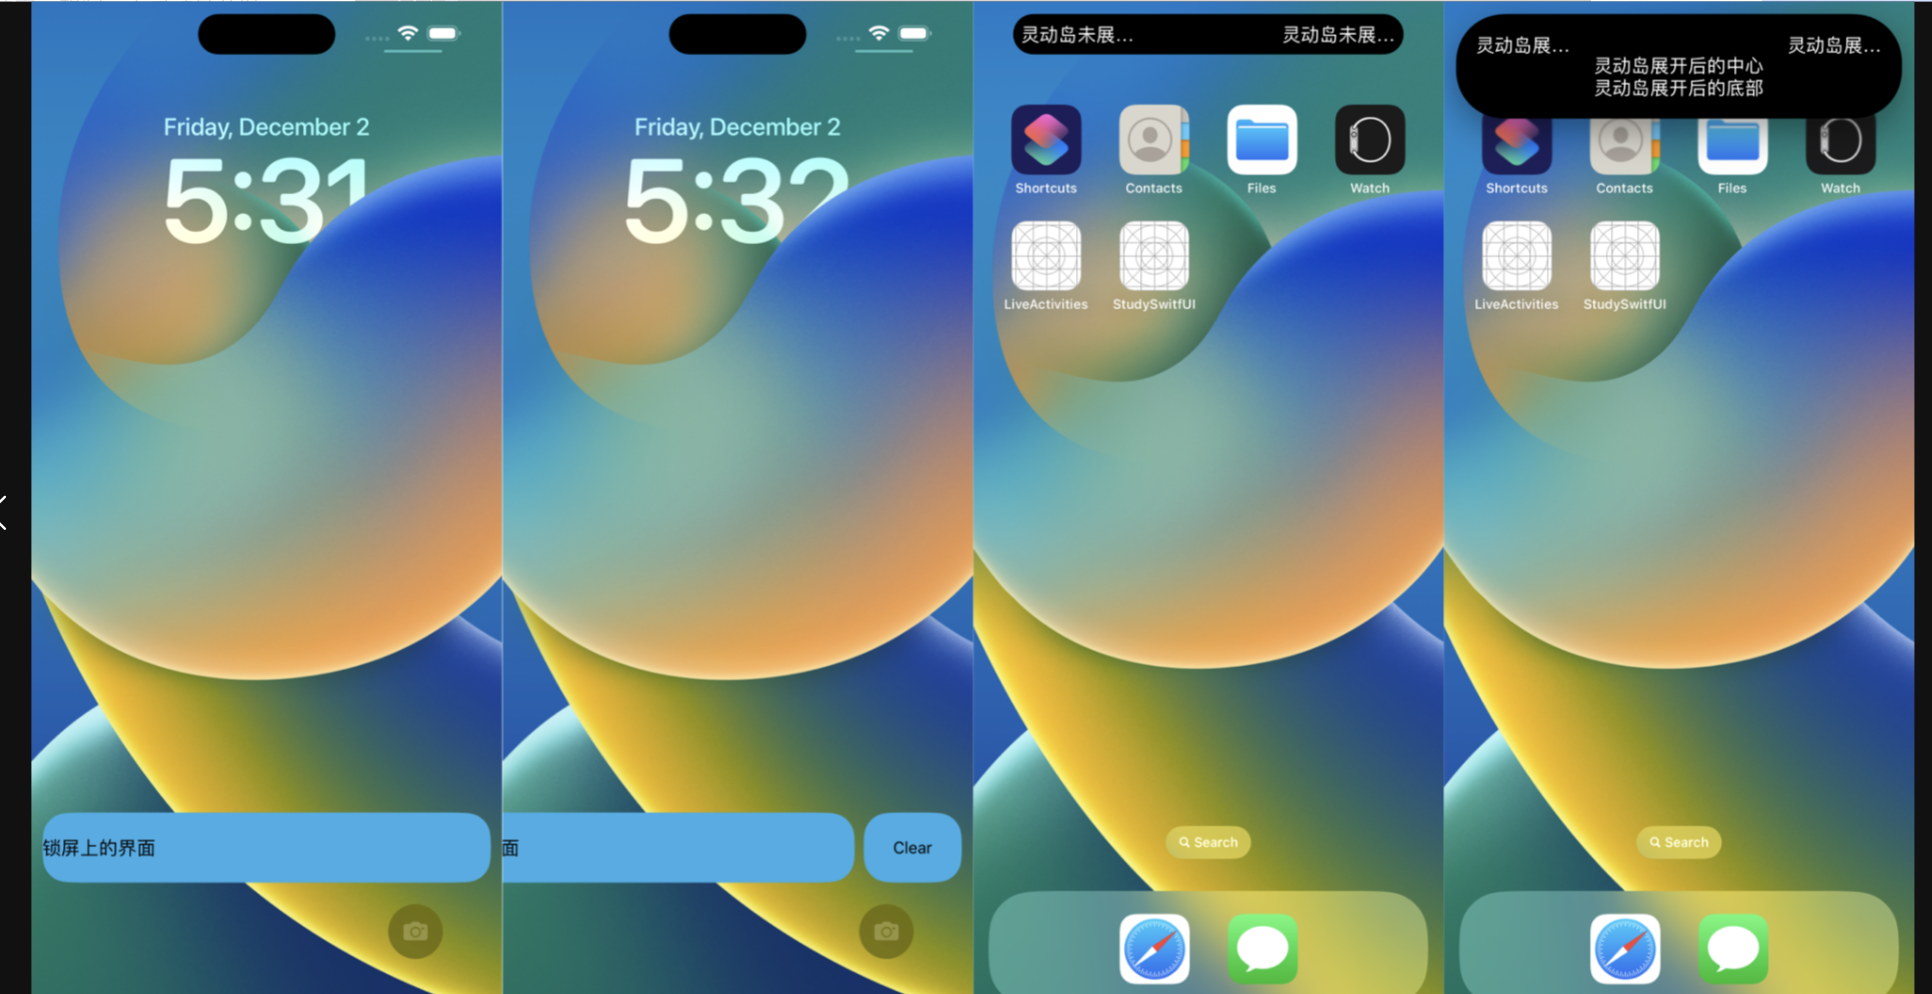 Friday, December 2
5:31
锁屏上的界面
Friday, December 2
5:32
面
Clear
灵动岛未展... 灵动岛未展...
Shortcuts Contacts Files Watch
LiveActivities StudySwitfUI
Search
灵动岛展... 灵动岛展...
灵动岛展开后的中心
灵动岛展开后的底部
Shortcuts Contacts Files Watch
LiveActivities StudySwitfUI
Search